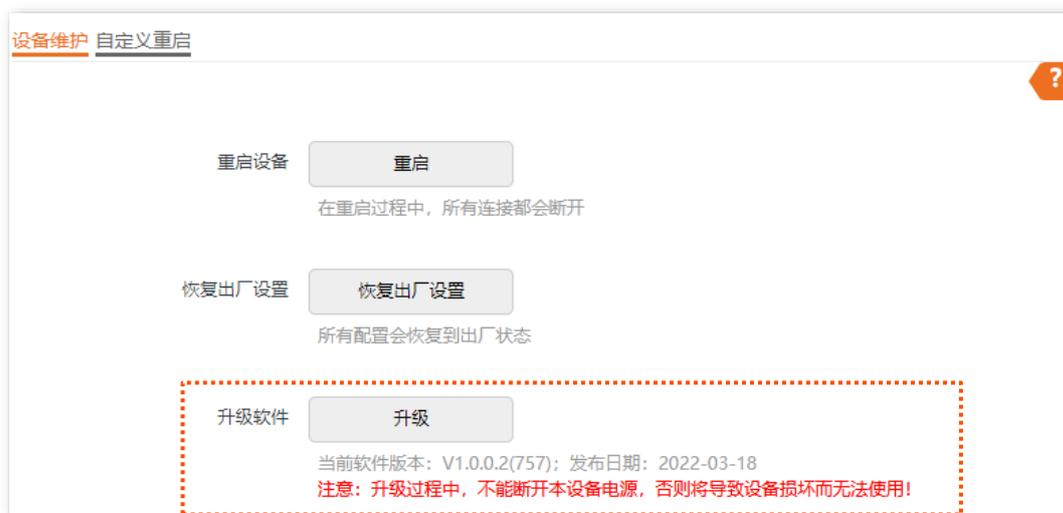 设备维护 自定义重启
?
重启设备 重启
在重启过程中，所有连接都会断开
恢复出厂设置 恢复出厂设置
所有配置会恢复到出厂状态
升级软件 升级
当前软件版本：V1.0.0.2(757)；发布日期：2022-03-18
注意：升级过程中，不能断开本设备电源，否则将导致设备损坏而无法使用！